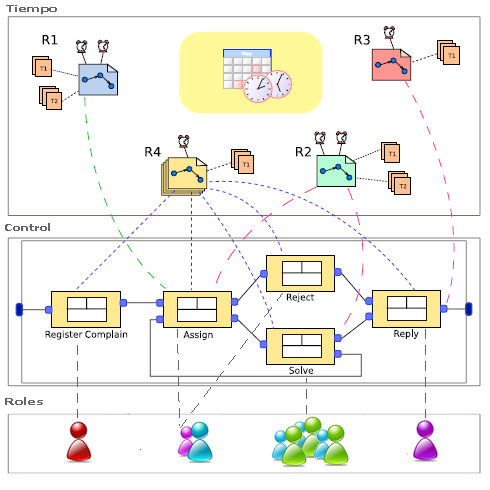 Tiempo
R1
R3
T1
T1
T2
R4
R2
T1
T1
T2
Control
Register Complain
Assign
Reject
Solve
Reply
Roles